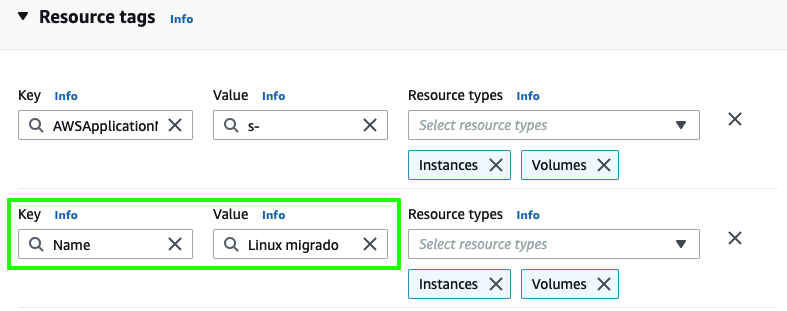 Resource tags Info
Key Info Value Info Resource types Info
AWSApplicationM s- Select resource types
Instances Volumes
Key Info Value Info Resource types Info
Name Linux migrado Select resource types
Instances Volumes